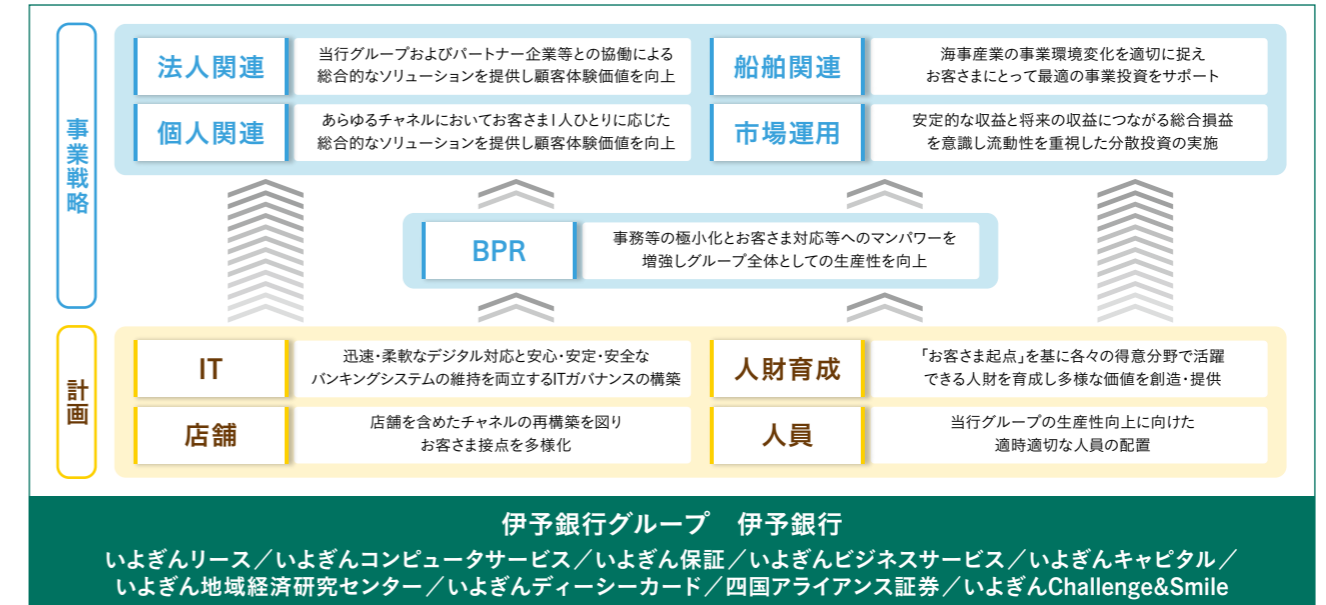 事業戦略
法人関連
当行グループおよびパートナー企業等との協働による
総合的なソリューションを提供し顧客体験価値を向上
船舶関連
海事産業の事業環境変化を適切に捉え
お客さまにとって最適の事業投資をサポート
個人関連
あらゆるチャネルにおいてお客さま1人ひとりに応じた
総合的なソリューションを提供し顧客体験価値を向上
市場運用
安定的な収益と将来の収益につながる総合損益
を意識し流動性を重視した分散投資の実施
BPR
事務等の極小化とお客さま対応等へのマンパワーを
増強しグループ全体としての生産性を向上
計画
IT
迅速・柔軟なデジタル対応と安心・安定・安全な
バンキングシステムの維持を両立するITガバナンスの構築
人財育成
「お客さま起点」を基に各々の得意分野で活躍
できる人財を育成し多様な価値を創造・提供
店舗
店舗を含めたチャネルの再構築を図り
お客さま接点を多様化
人員
当行グループの生産性向上に向けた
適時適切な人員の配置
伊予銀行グループ　伊予銀行
いよぎんリース／いよぎんコンピュータサービス／いよぎん保証／いよぎんビジネスサービス／いよぎんキャピタル／
いよぎん地域経済研究センター／いよぎんディーシーカード／四国アライアンス証券／いよぎんChallenge&Smile